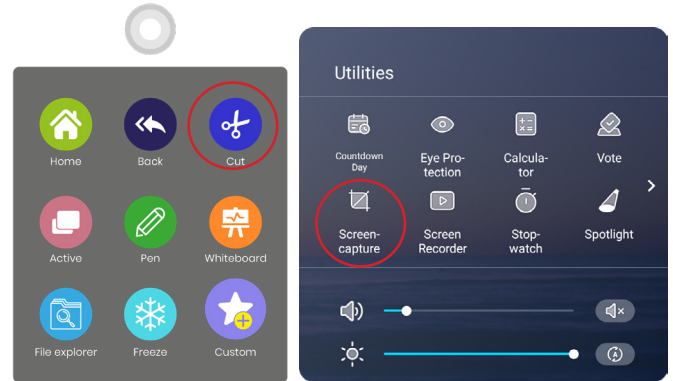 Home
Back
Cut
Active
Pen
Whiteboard
File explorer
Freeze
Custom
Utilities
Countdown
Day
Eye Pro-
tection
Calcula-
tor
Vote
Screen-
capture
Screen
Recorder
Stop-
watch
Spotlight